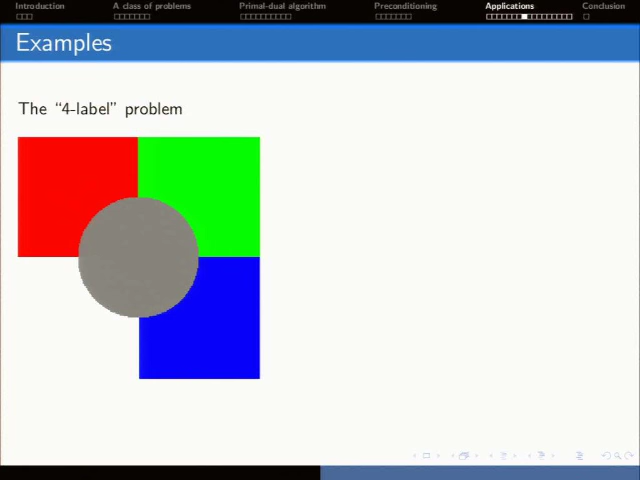 Introduction
A class of problems
Primal-dual algorithm
Preconditioning
Applications
Conclusion
Examples
The “4-label” problem